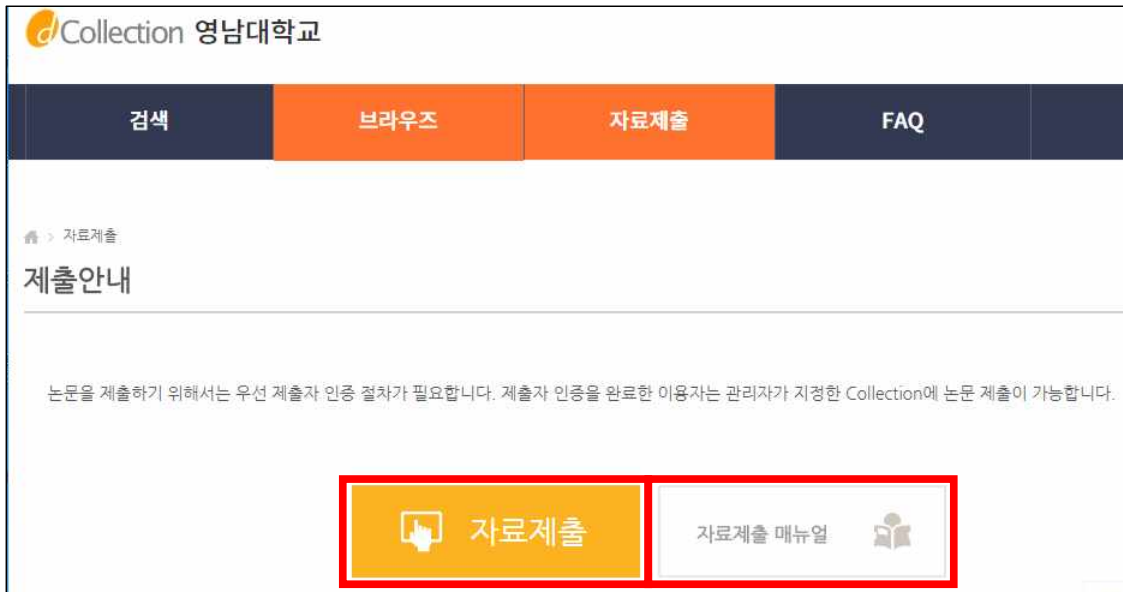 dCollection 영남대학교
검색 브라우즈 자료제출 FAQ
> 자료제출
제출안내
논문을 제출하기 위해서는 우선 제출자 인증 절차가 필요합니다. 제출자 인증을 완료한 이용자는 관리자가 지정한 Collection에 논문 제출이 가능합니다.
자료제출 자료제출 매뉴얼